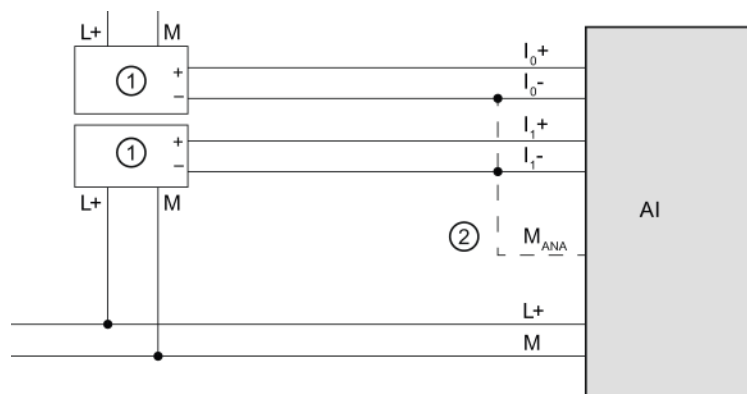 L+ M
I0+
+
①
I0-
−
I1+
+
①
I1-
−
L+ M
AI
② MANA
L+
M